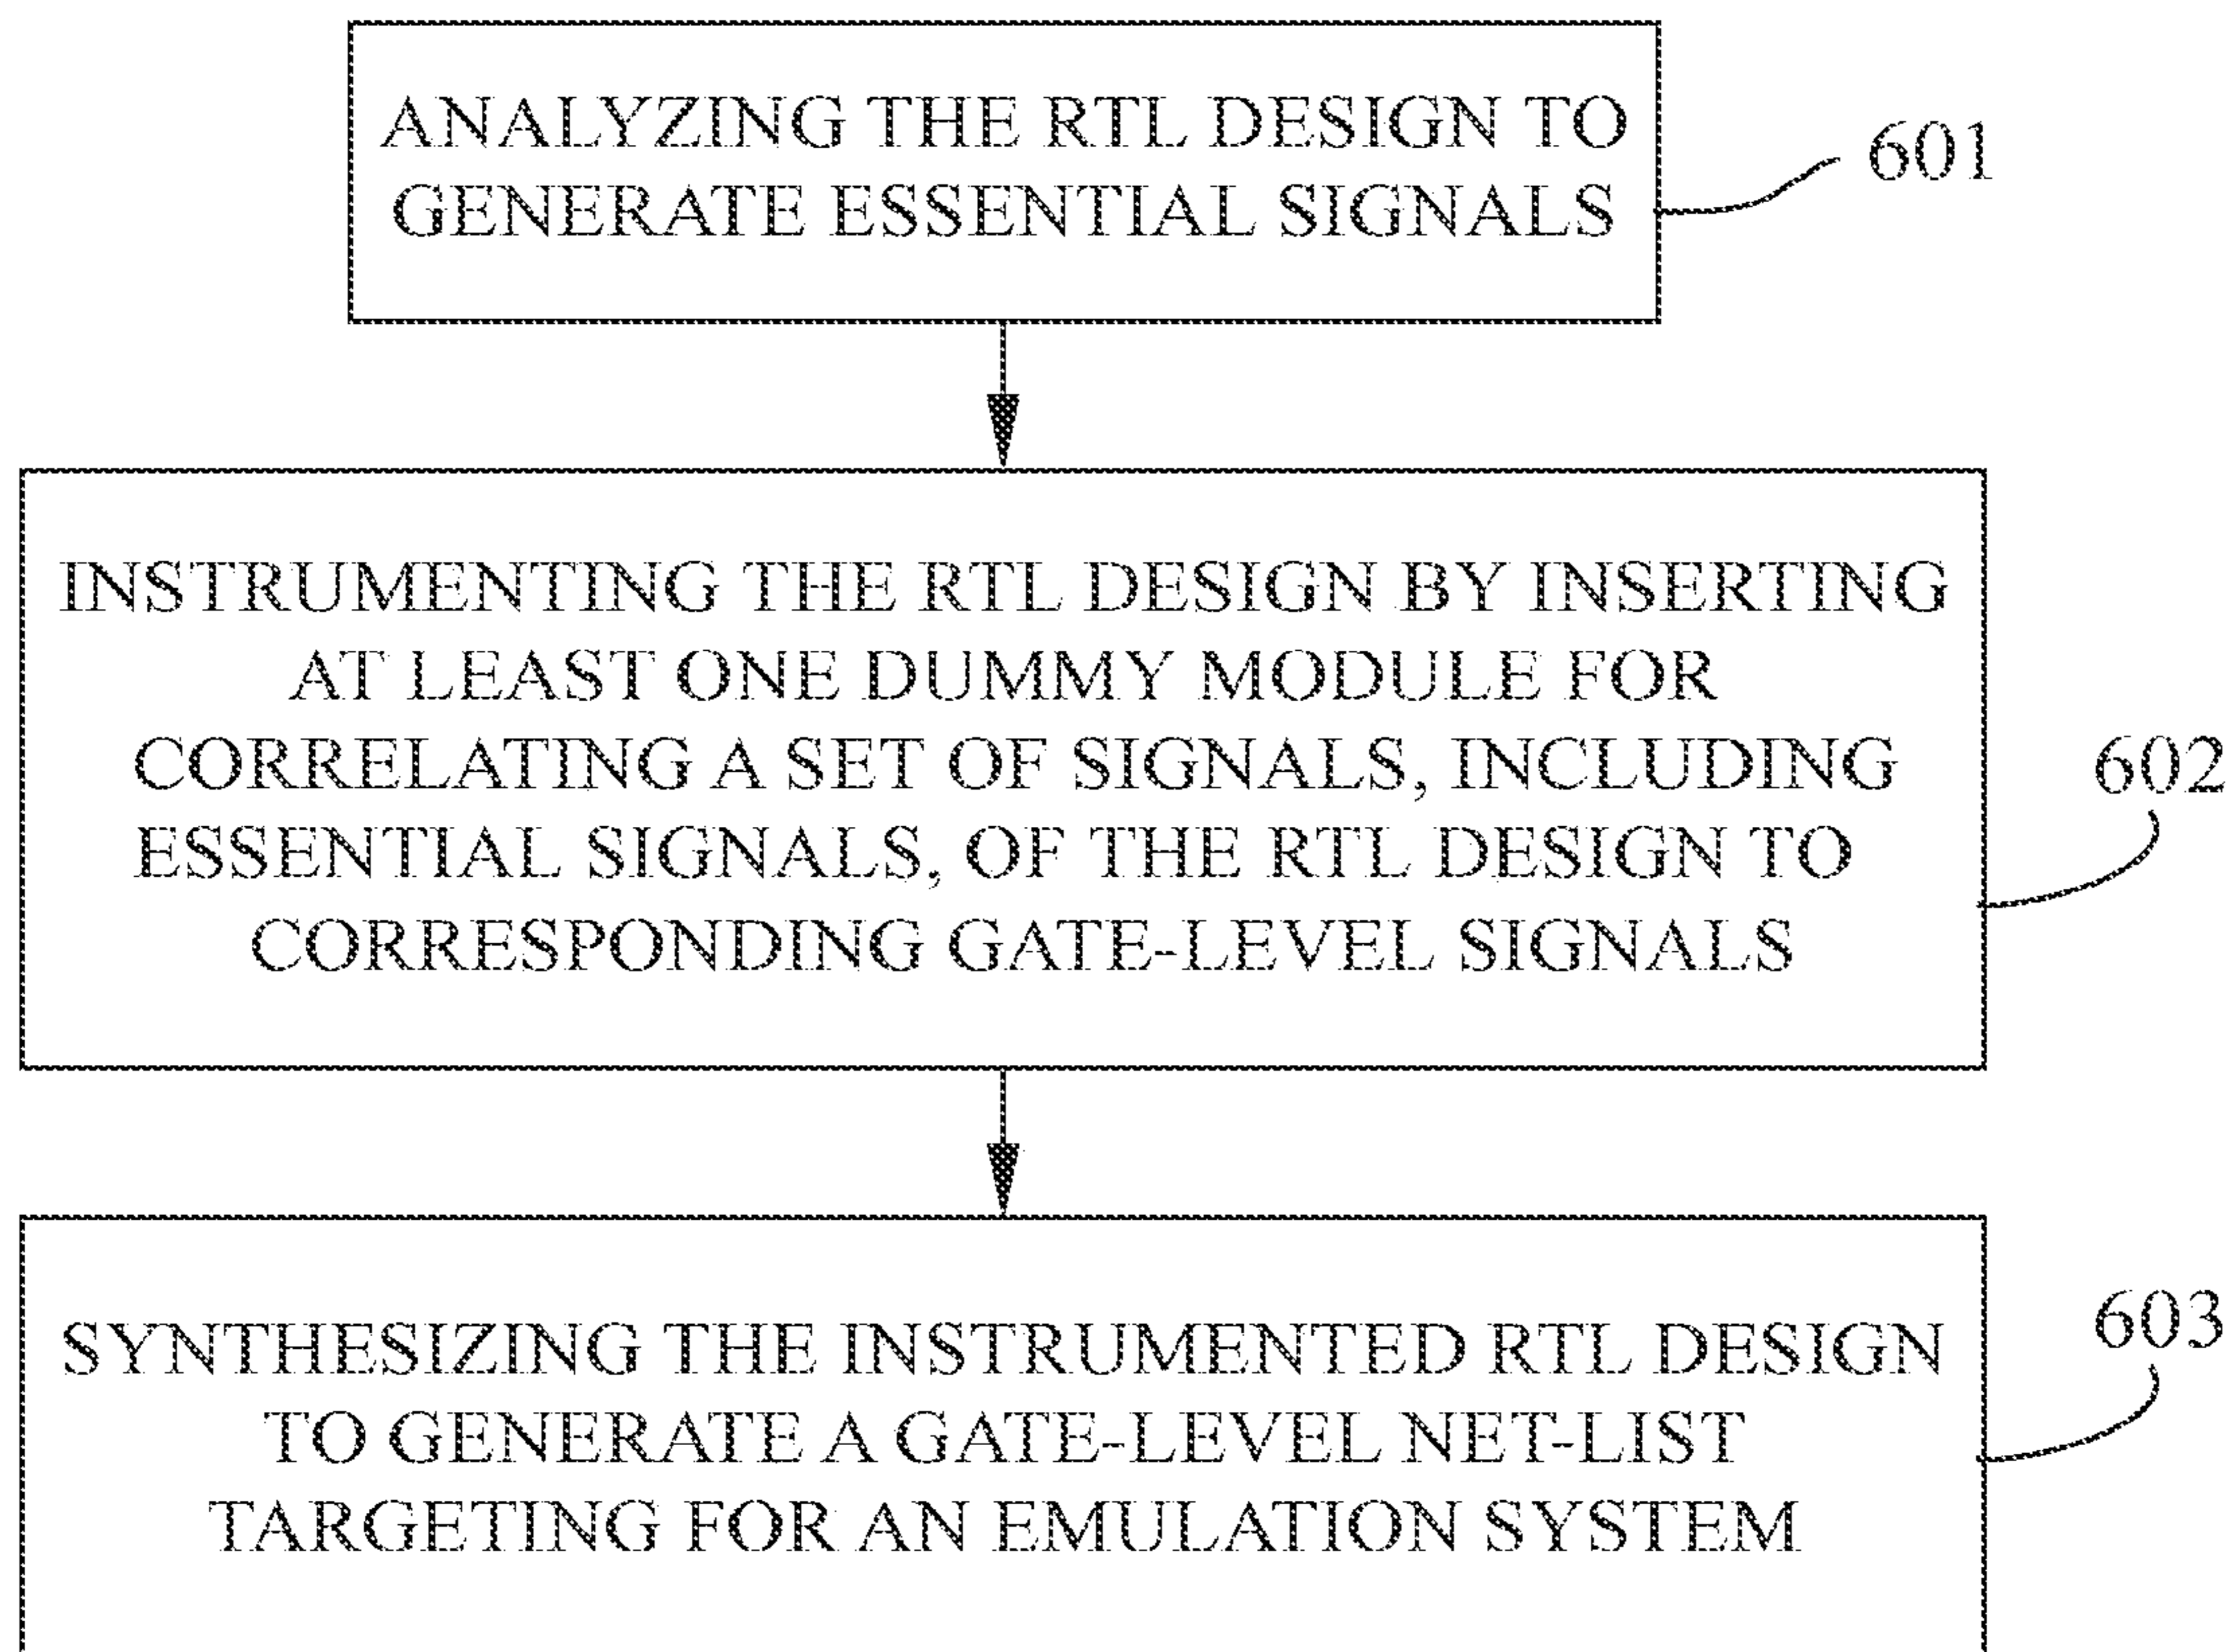 ANALYZING THE RTL DESIGN TO
GENERATE ESSENTIAL SIGNALS
601
INSTRUMENTING THE RTL DESIGN BY INSERTING
AT LEAST ONE DUMMY MODULE FOR
CORRELATING A SET OF SIGNALS, INCLUDING
ESSENTIAL SIGNALS, OF THE RTL DESIGN TO
CORRESPONDING GATE-LEVEL SIGNALS
602
SYNTHESIZING THE INSTRUMENTED RTL DESIGN
TO GENERATE A GATE-LEVEL NET-LIST
TARGETING FOR AN EMULATION SYSTEM
603